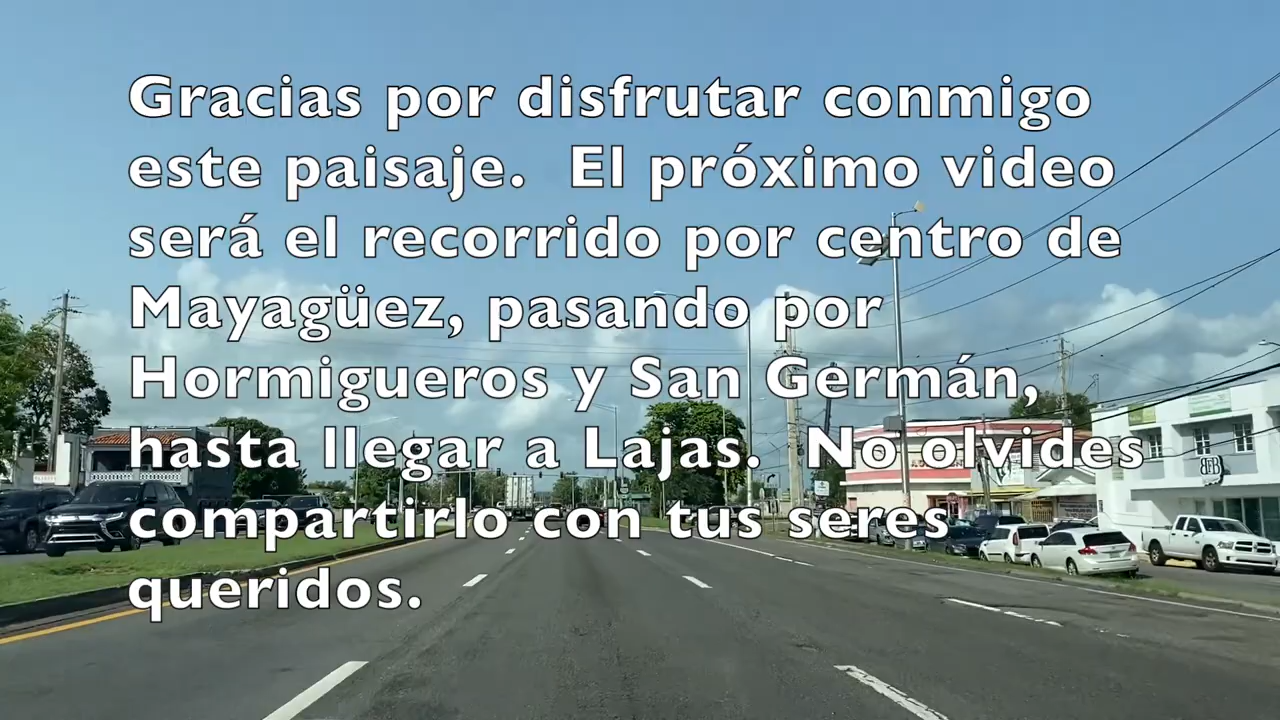 Gracias por disfrutar conmigo
este paisaje.  El próximo video
será el recorrido por centro de
Mayagüez, pasando por
Hormigueros y San Germán,
hasta llegar a Lajas.  No olvides
compartirlo con tus seres
queridos.